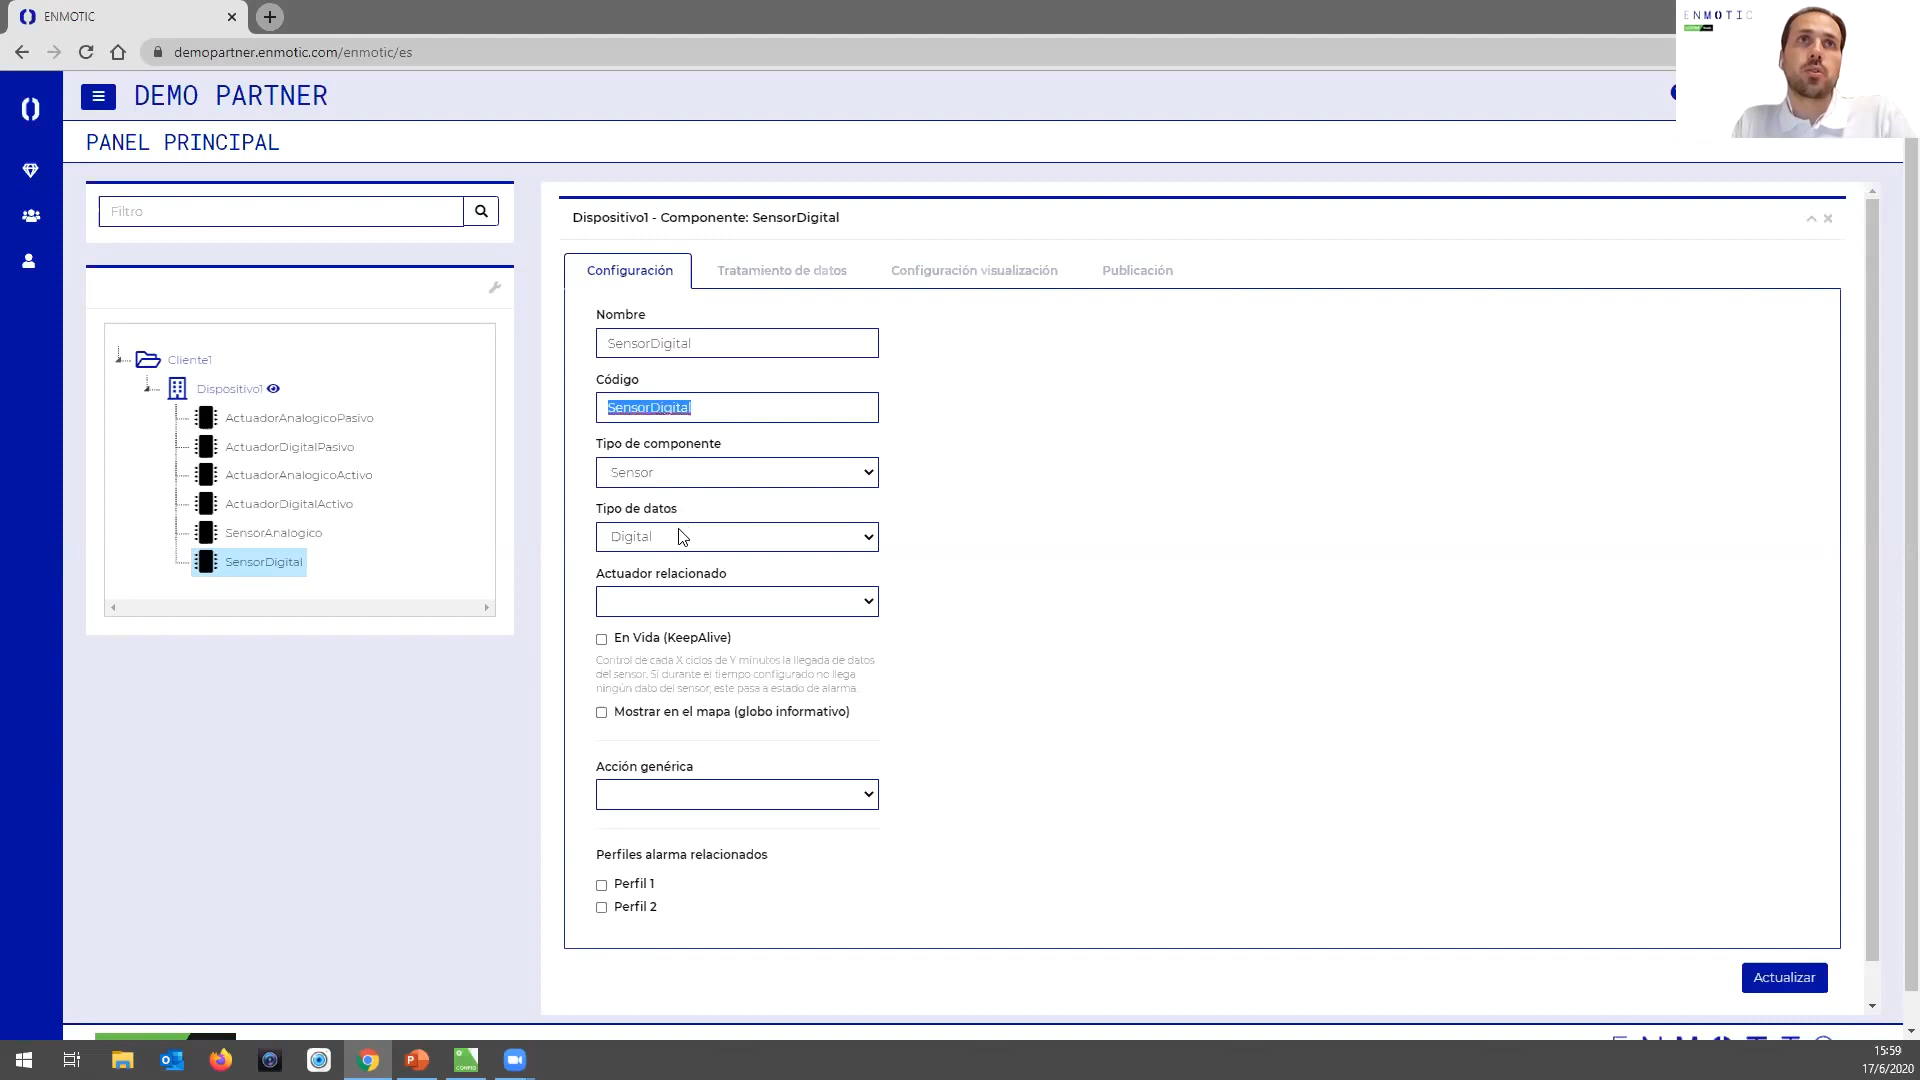 ENMOTIC
demopartner.enmotic.com/enmotic/es
ENMOTIC
DEMO PARTNER
PANEL PRINCIPAL
Filtro
Cliente1
Dispositivo1
ActuadorAnalogicoPasivo
ActuadorDigitalPasivo
ActuadorAnalogicoActivo
ActuadorDigitalActivo
SensorAnalogico
SensorDigital
Dispositivo1 - Componente: SensorDigital
Configuración
Tratamiento de datos
Configuración visualización
Publicación
Nombre
SensorDigital
Código
SensorDigital
Tipo de componente
Sensor
Tipo de datos
Digital
Actuador relacionado
En Vida (KeepAlive)
Control de cada X ciclos de Y minutos la llegada de datos
del sensor. Si durante el tiempo configurado no llega
ningún dato del sensor, este pasa a estado de alarma.
Mostrar en el mapa (globo informativo)
Acción genérica
Perfiles alarma relacionados
Perfil 1
Perfil 2
Actualizar
15:59
17/6/2020